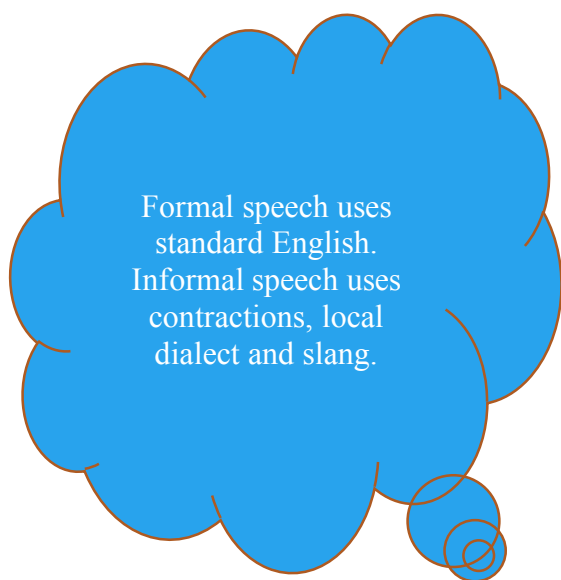 Formal speech uses
standard English.
Informal speech uses
contractions, local
dialect and slang.